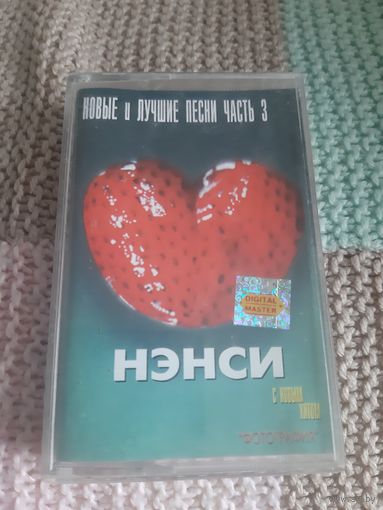 НОВЫЕ и ЛУЧШИЕ ПЕСНИ ЧАСТЬ 3
DIGITAL
MASTER
НЭНСИ
С НОВЫМ
ХИТОМ
"ФОТОГРАФИЯ"